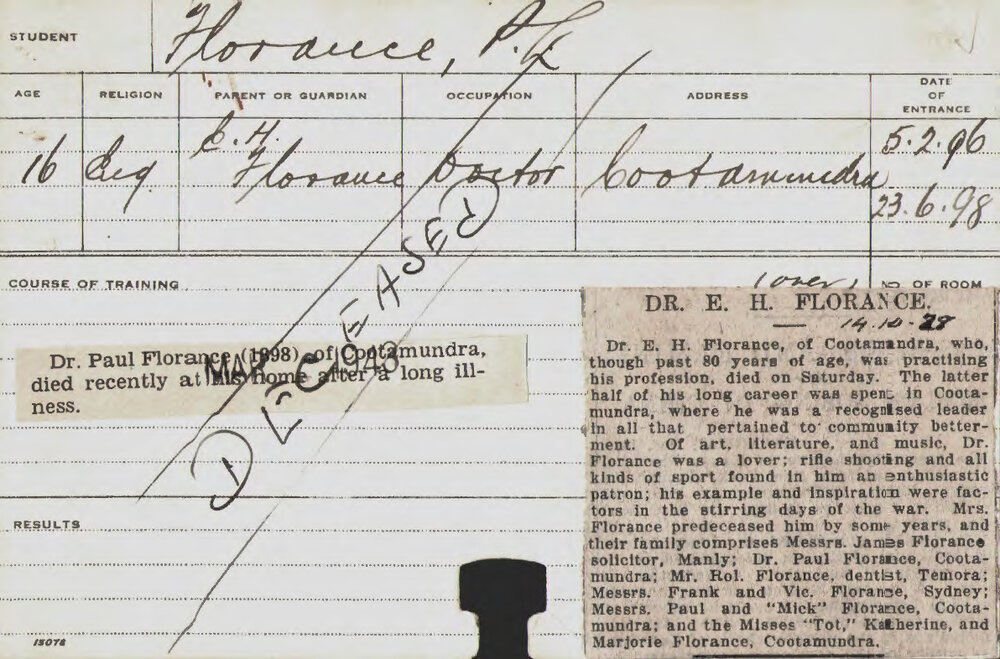 STUDENT Florance, P. L
AGE RELIGION PARENT OR GUARDIAN OCCUPATION ADDRESS DATE OF ENTRANCE
16 Eng E. H. Florance Doctor Cootamundra 5.2.96
23.6.98
COURSE OF TRAINING (over) NO OF ROOM
DECEASED
Dr. Paul Florance (1898) of Cootamundra,
died recently at his home after a long ill-
ness.
MAR 1940
RESULTS
15078
DR. E. H. FLORANCE.
14.10.28
Dr. E. H. Florance, of Cootamandra, who,
though past 80 years of age, was practising
his profession, died on Saturday. The latter
half of his long career was spent in Coota-
mundra, where he was a recognised leader
in all that pertained to community better-
ment. Of art, literature, and music, Dr.
Florance was a lover; rifle shooting and all
kinds of sport found in him an enthusiastic
patron; his example and inspiration were fac-
tors in the stirring days of the war. Mrs.
Florance predeceased him by some years, and
their family comprises Messrs. James Florance
solicitor, Manly; Dr. Paul Florance, Coota-
mundra; Mr. Rol. Florance, dentist, Temora;
Messrs. Frank and Vic. Florance, Sydney;
Messrs. Paul and "Mick" Florance, Coota-
mundra; and the Misses "Tot," Katherine, and
Marjorie Florance, Cootamundra.